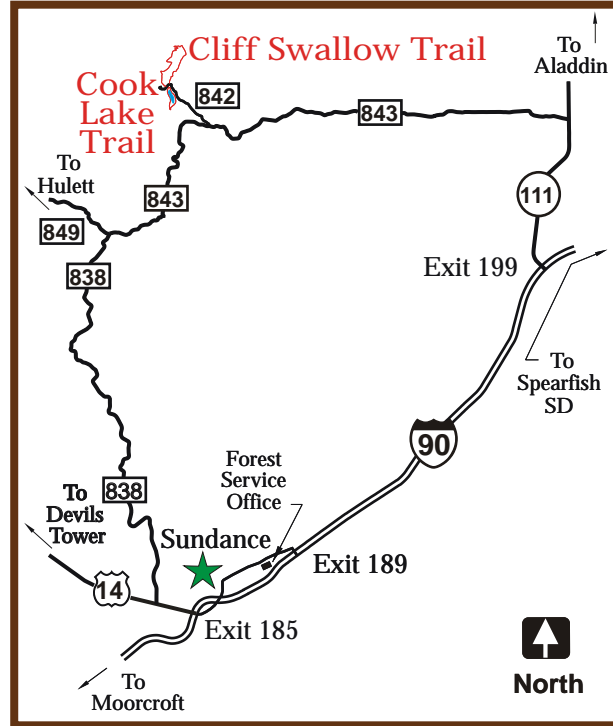 Cliff Swallow Trail
Cook
Lake
Trail
842
843
To
Aladdin
To
Hulett
843
111
849
838
Exit 199
To
Spearfish
SD
90
Forest
Service
Office
838
To
Devils
Tower
Sundance
Exit 189
14
Exit 185
To
Moorcroft
North